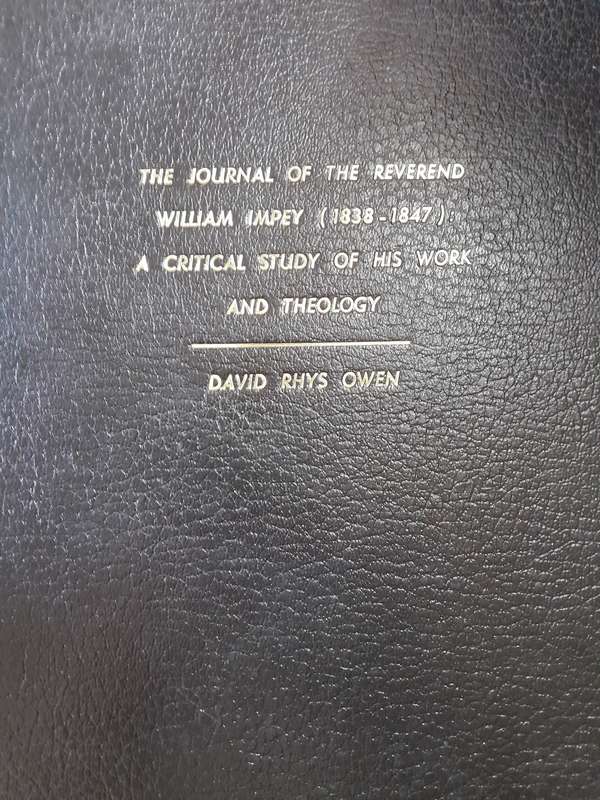 THE JOURNAL OF THE REVEREND
WILLIAM IMPEY (1838-1847):
A CRITICAL STUDY OF HIS WORK
AND THEOLOGY
DAVID RHYS OWEN